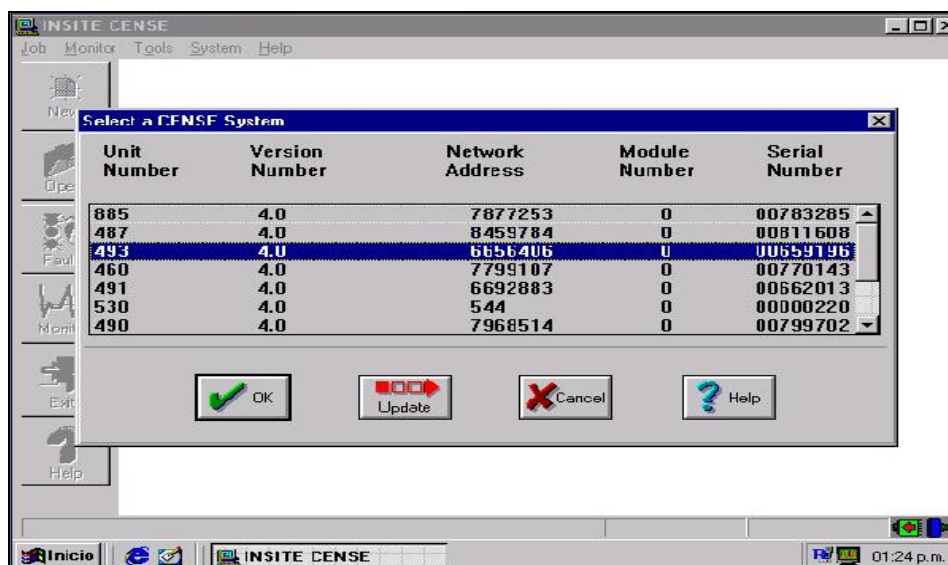 INSITE CENSE
Job Monitor Tools System Help
New
Select a CENSE System
Unit Number Version Number Network Address Module Number Serial Number
885 4.0 7877253 0 00783285
487 4.0 8459784 0 00811608
493 4.0 6656406 0 00659196
460 4.0 7799107 0 00770143
491 4.0 6692883 0 00662013
530 4.0 544 0 00000220
490 4.0 7968514 0 00799702
OK Update Cancel Help
Exit
Help
Inicio INSITE CENSE 01:24 p.m.